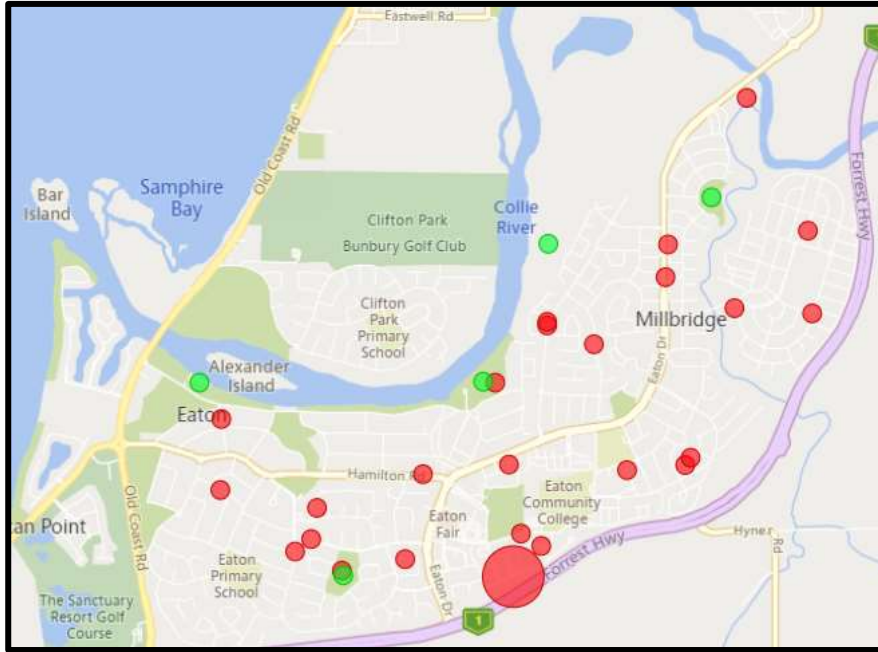 Eastwell Rd
Old Coast Rd
Forrest Hwy
Bar
Island
Samphire
Bay
Collie
River
Clifton Park
Bunbury Golf Club
Clifton
Park
Primary
School
Millbridge
Eaton Dr
Alexander
Island
Eaton
Hamilton Rd
Old Coast Rd
Eaton
Community
College
Eaton
Fair
Eaton
Primary
School
Hynes
Rd
Forrest Hwy
Eaton Dr
The Sanctuary
Resort Golf
Course
1